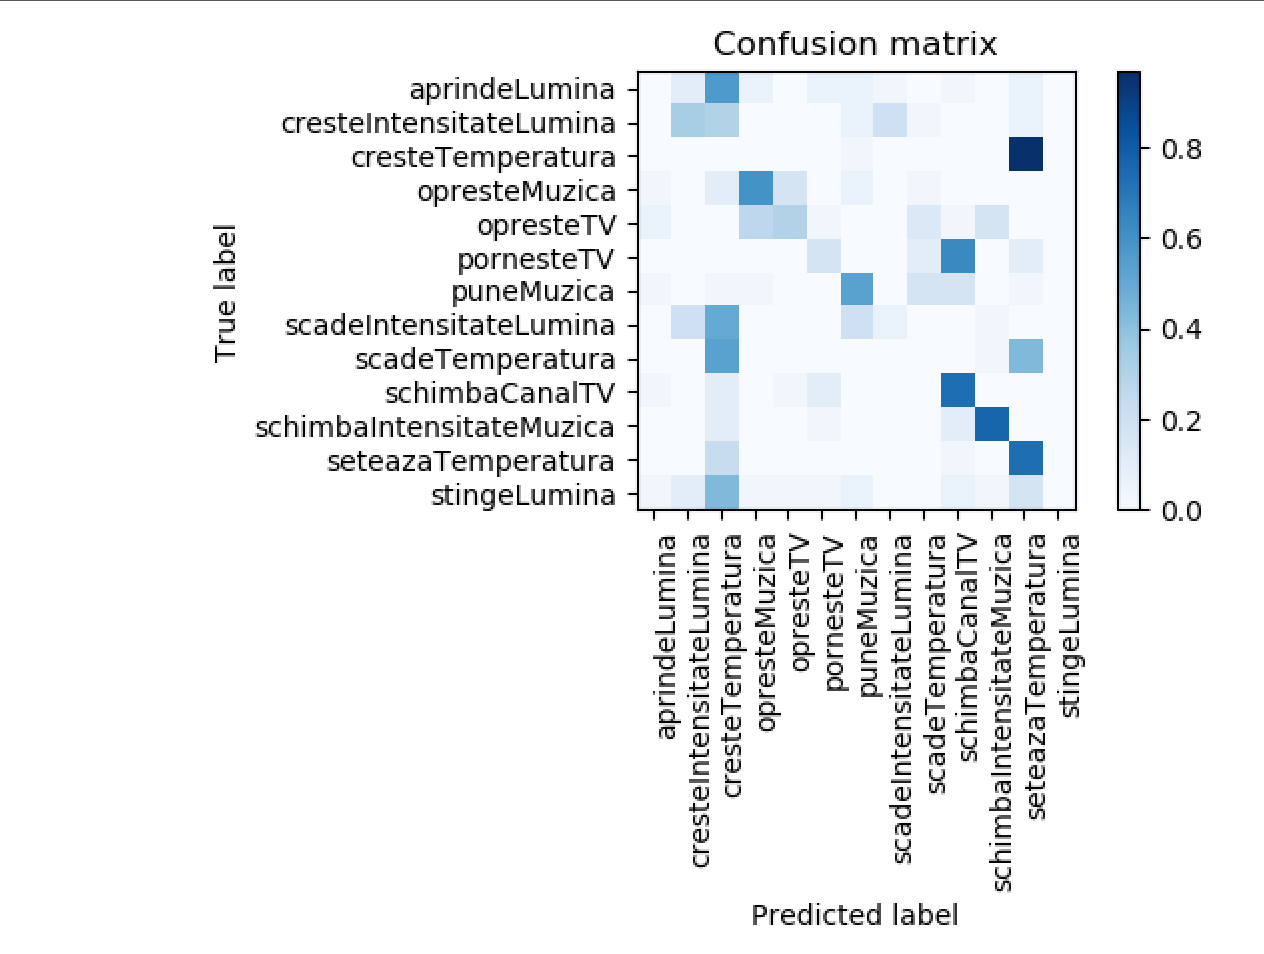 Confusion matrix
True label
aprindeLumina
cresteIntensitateLumina
cresteTemperatura
opresteMuzica
opresteTV
pornesteTV
puneMuzica
scadeIntensitateLumina
scadeTemperatura
schimbaCanalTV
schimbaIntensitateMuzica
seteazaTemperatura
stingeLumina
aprindeLumina
cresteIntensitateLumina
cresteTemperatura
opresteMuzica
opresteTV
pornesteTV
puneMuzica
scadeIntensitateLumina
scadeTemperatura
schimbaCanalTV
schimbaIntensitateMuzica
seteazaTemperatura
stingeLumina
Predicted label
0.8
0.6
0.4
0.2
0.0